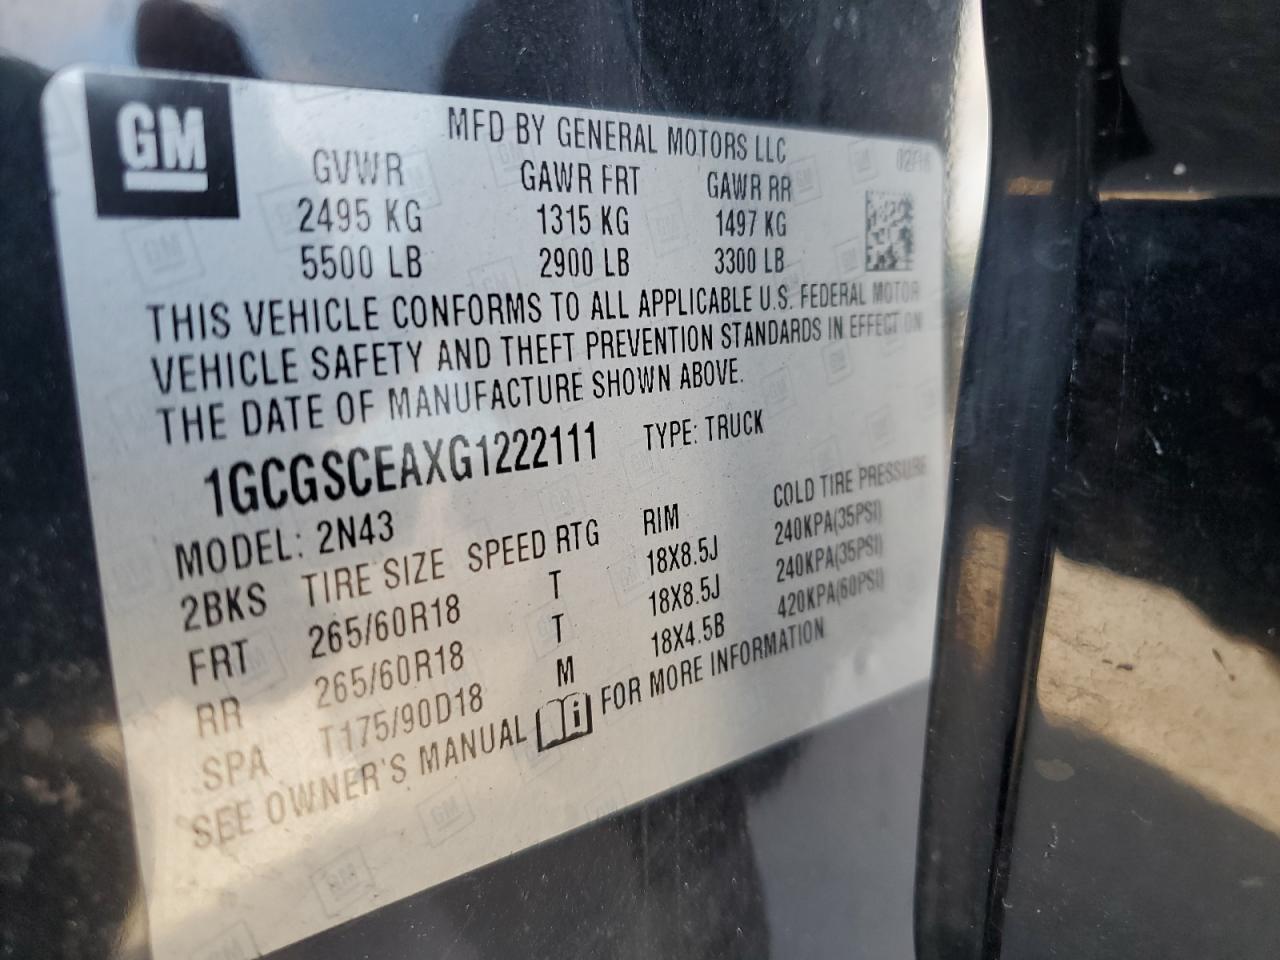 GM
MFD BY GENERAL MOTORS LLC
GVWR GAWR FRT GAWR RR
2495 KG 1315 KG 1497 KG
5500 LB 2900 LB 3300 LB
THIS VEHICLE CONFORMS TO ALL APPLICABLE U.S. FEDERAL MOTOR
VEHICLE SAFETY AND THEFT PREVENTION STANDARDS IN EFFECT ON
THE DATE OF MANUFACTURE SHOWN ABOVE.
1GCGSCEAXG1222111 TYPE: TRUCK
MODEL: 2N43
2BKS TIRE SIZE SPEED RTG RIM COLD TIRE PRESSURE
FRT 265/60R18 T 18X8.5J 240KPA(35PSI)
RR 265/60R18 T 18X8.5J 240KPA(35PSI)
SPA T175/90D18 M 18X4.5B 420KPA(60PSI)
SEE OWNER'S MANUAL FOR MORE INFORMATION